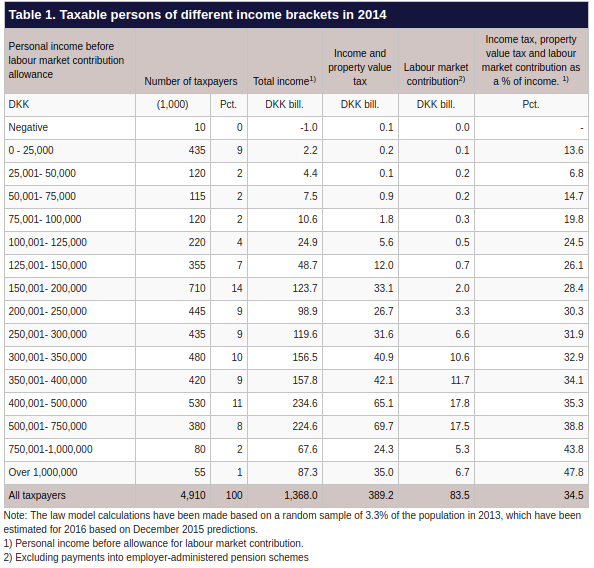 Table 1. Taxable persons of different income brackets in 2014
Personal income before labour market contribution allowance Number of taxpayers Total income1) Income and property value tax Labour market contribution2) Income tax, property value tax and labour market contribution as a % of income. 1)
DKK (1,000) Pct. DKK bill. DKK bill. DKK bill. Pct.
Negative 10 0 -1.0 0.1 0.0 -
0 - 25,000 435 9 2.2 0.2 0.1 13.6
25,001- 50,000 120 2 4.4 0.1 0.2 6.8
50,001- 75,000 115 2 7.5 0.9 0.2 14.7
75,001- 100,000 120 2 10.6 1.8 0.3 19.8
100,001- 125,000 220 4 24.9 5.6 0.5 24.5
125,001- 150,000 355 7 48.7 12.0 0.7 26.1
150,001- 200,000 710 14 123.7 33.1 2.0 28.4
200,001- 250,000 445 9 98.9 26.7 3.3 30.3
250,001- 300,000 435 9 119.6 31.6 6.6 31.9
300,001- 350,000 480 10 156.5 40.9 10.6 32.9
350,001- 400,000 420 9 157.8 42.1 11.7 34.1
400,001- 500,000 530 11 234.6 65.1 17.8 35.3
500,001- 750,000 380 8 224.6 69.7 17.5 38.8
750,001-1,000,000 80 2 67.6 24.3 5.3 43.8
Over 1,000,000 55 1 87.3 35.0 6.7 47.8
All taxpayers 4,910 100 1,368.0 389.2 83.5 34.5
Note: The law model calculations have been made based on a random sample of 3.3% of the population in 2013, which have been
estimated for 2016 based on December 2015 predictions.
1) Personal income before allowance for labour market contribution.
2) Excluding payments into employer-administered pension schemes